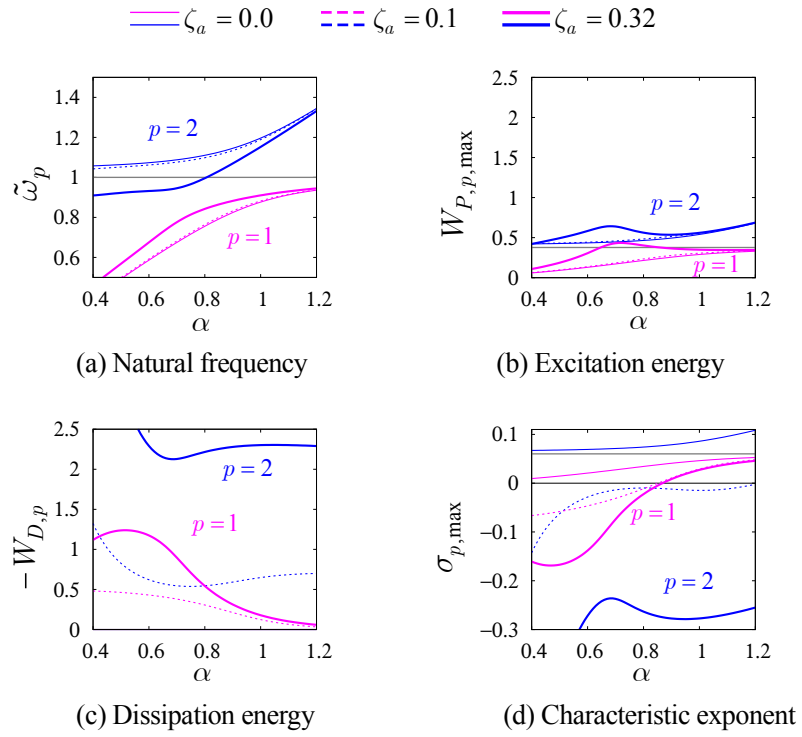 ζₐ = 0.0 ζₐ = 0.1 ζₐ = 0.32
1.4
1.2
1
0.8
0.6
ω̃ₚ
p = 2
p = 1
0.4 0.6 0.8 1 1.2
α
(a) Natural frequency
2.5
2
1.5
1
0.5
0
W_{P,p,max}
p = 2
p = 1
0.4 0.6 0.8 1 1.2
α
(b) Excitation energy
2.5
2
1.5
1
0.5
0
−W_{D,p}
p = 2
p = 1
0.4 0.6 0.8 1 1.2
α
(c) Dissipation energy
0.1
0
−0.1
−0.2
−0.3
σ_{p,max}
p = 1
p = 2
0.4 0.6 0.8 1 1.2
α
(d) Characteristic exponent